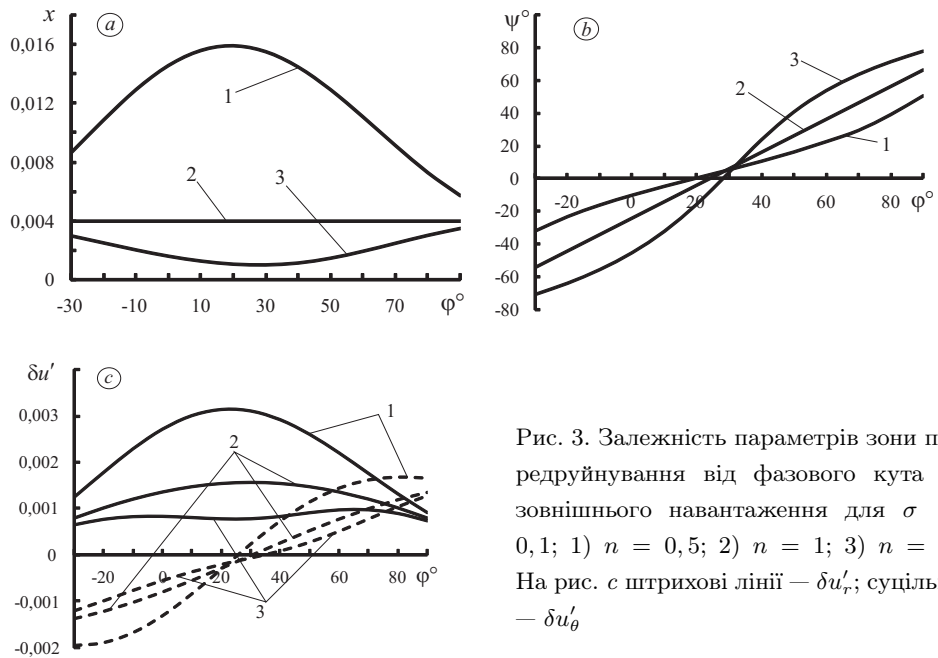 x a
0,016
0,012
0,008
0,004
0
1
2
3
-30 -10 10 30 50 70 φ°
ψ° b
80
60
40
20
0
-20
-40
-60
-80
3
2
1
-20 0 20 40 60 80 φ°
δu′ c
0,003
0,002
0,001
0
-0,001
-0,002
1
2
3
-20 0 20 40 60 80 φ°
Рис. 3. Залежність параметрів зони п
редруйнування від фазового кута
зовнішнього навантаження для σ
0,1; 1) n = 0,5; 2) n = 1; 3) n =
На рис. c штрихові лінії — δu′r; суціль
— δu′θ